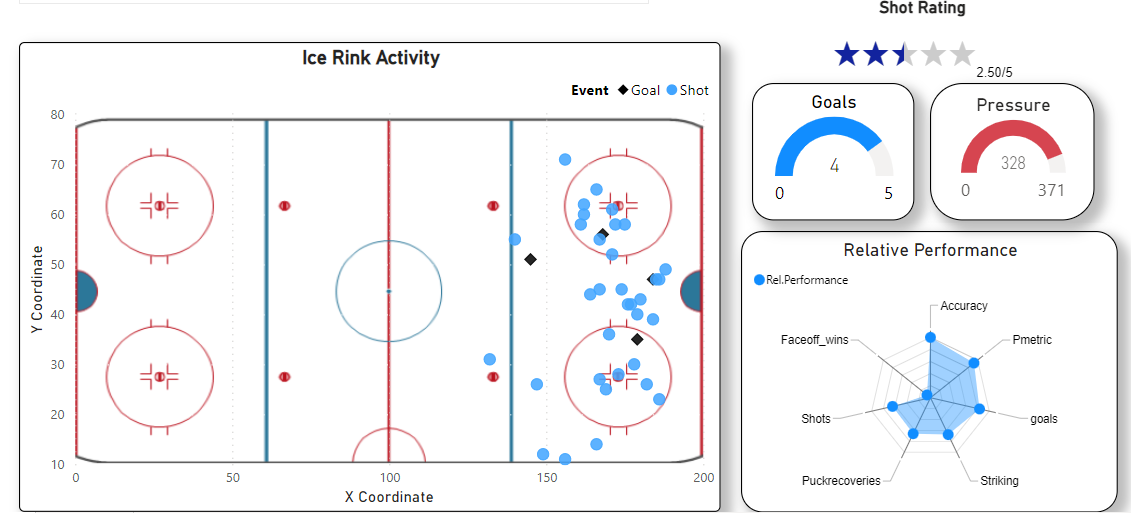 Shot Rating
2.50/5
Ice Rink Activity
Event Goal Shot
Y Coordinate
80
70
60
50
40
30
20
10
0 50 100 150 200
X Coordinate
Goals
4
0 5
Pressure
328
0 371
Relative Performance
Rel.Performance
Accuracy
Faceoff_wins Pmetric
Shots goals
Puckrecoveries Striking